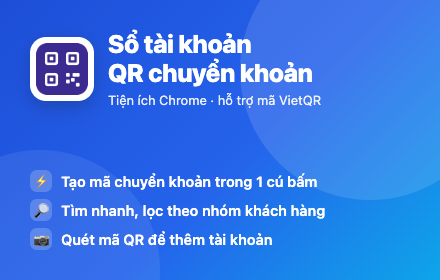 Sổ tài khoản
QR chuyển khoản
Tiện ích Chrome · hỗ trợ mã VietQR
Tạo mã chuyển khoản trong 1 cú bấm
Tìm nhanh, lọc theo nhóm khách hàng
Quét mã QR để thêm tài khoản